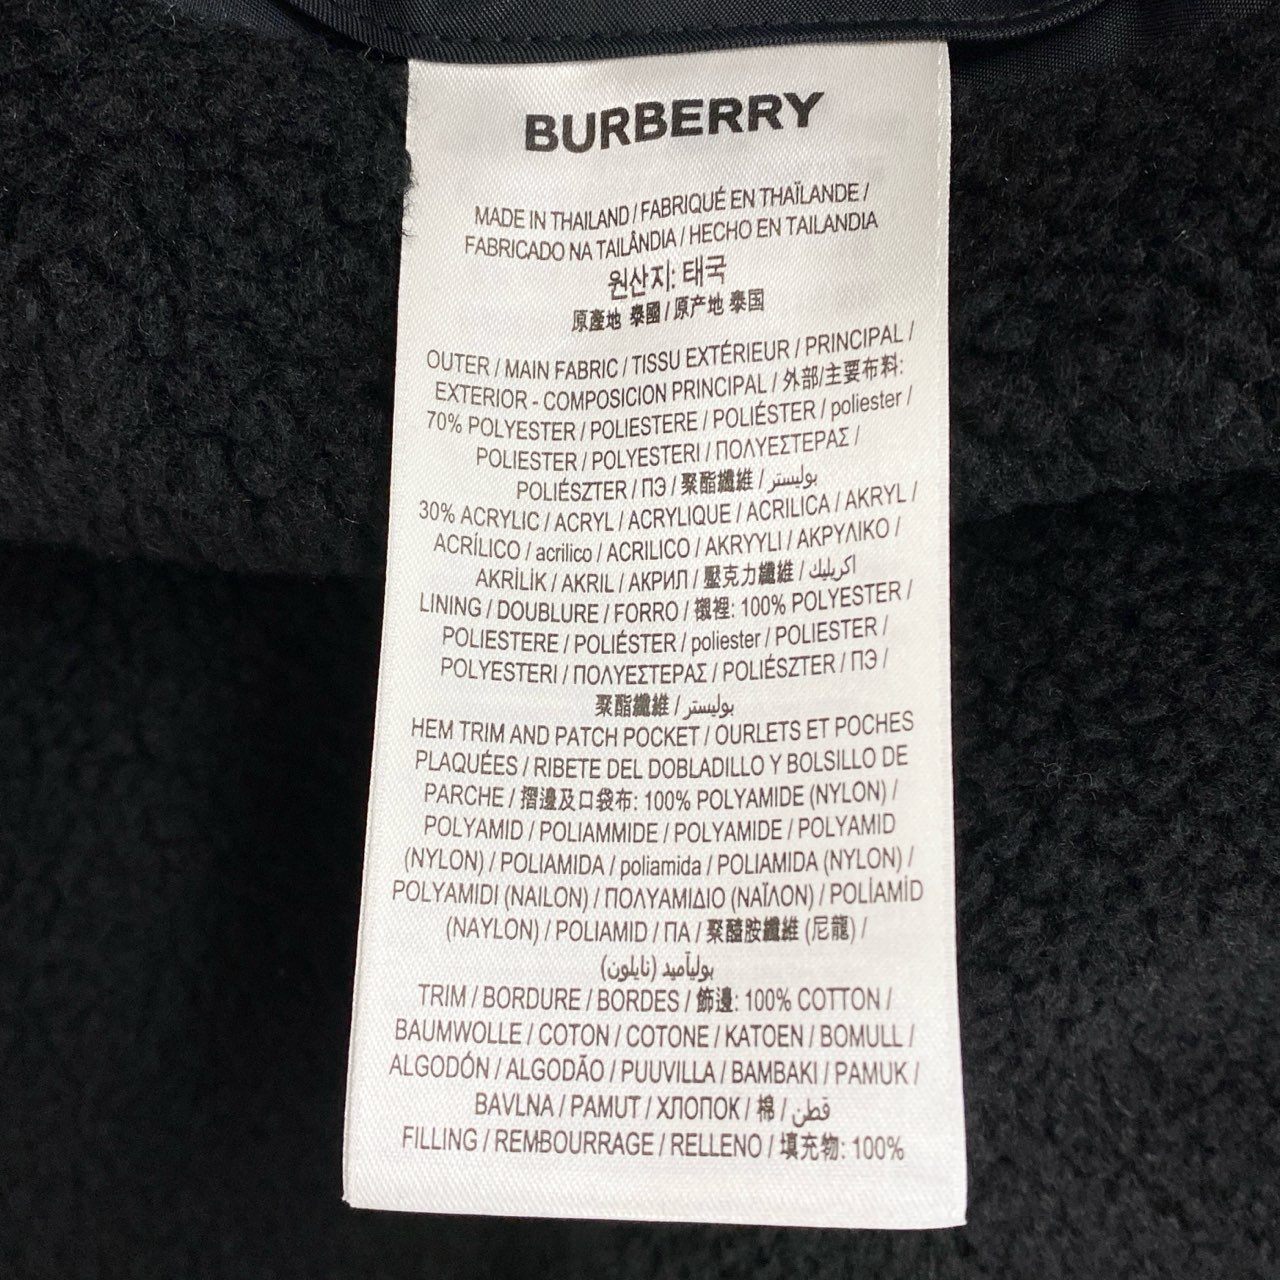 BURBERRY
MADE IN THAILAND / FABRIQUÉ EN THAÏLANDE /
FABRICADO NA TAILÂNDIA / HECHO EN TAILANDIA
원산지: 태국
原產地 泰國 / 原产地 泰国
OUTER / MAIN FABRIC / TISSU EXTÉRIEUR / PRINCIPAL /
EXTERIOR - COMPOSICION PRINCIPAL / 外部/主要布料:
70% POLYESTER / POLIESTERE / POLIÉSTER / poliester /
POLIESTER / POLYESTERI / ΠΟΛΥΕΣΤΕΡΑΣ /
POLIÉSZTER / ПЭ / 聚酯纖維 / بوليستر
30% ACRYLIC / ACRYL / ACRYLIQUE / ACRILICA / AKRYL /
ACRÍLICO / acrilico / ACRILICO / AKRYYLI / ΑΚΡΥΛΙΚΟ /
AKRİLİK / AKRIL / АКРИЛ / 壓克力纖維 / اكريليك
LINING / DOUBLURE / FORRO / 襯裡: 100% POLYESTER /
POLIESTERE / POLIÉSTER / poliester / POLIESTER /
POLYESTERI / ΠΟΛΥΕΣΤΕΡΑΣ / POLIÉSZTER / ПЭ /
聚酯纖維 / بوليستر
HEM TRIM AND PATCH POCKET / OURLETS ET POCHES
PLAQUÉES / RIBETE DEL DOBLADILLO Y BOLSILLO DE
PARCHE / 摺邊及口袋布: 100% POLYAMIDE (NYLON) /
POLYAMID / POLIAMMIDE / POLYAMIDE / POLYAMID
(NYLON) / POLIAMIDA / poliamida / POLIAMIDA (NYLON) /
POLYAMIDI (NAILON) / ΠΟΛΥΑΜΙΔΙΟ (ΝΑΪΛΟΝ) / POLİAMİD
(NAYLON) / POLIAMID / ПА / 聚醯胺纖維 (尼龍) /
بولياميد (نايلون)
TRIM / BORDURE / BORDES / 飾邊: 100% COTTON /
BAUMWOLLE / COTON / COTONE / KATOEN / BOMULL /
ALGODÓN / ALGODÃO / PUUVILLA / BAMBAKI / PAMUK /
BAVLNA / PAMUT / ХЛОПОК / 棉 / قطن
FILLING / REMBOURRAGE / RELLENO / 填充物: 100%